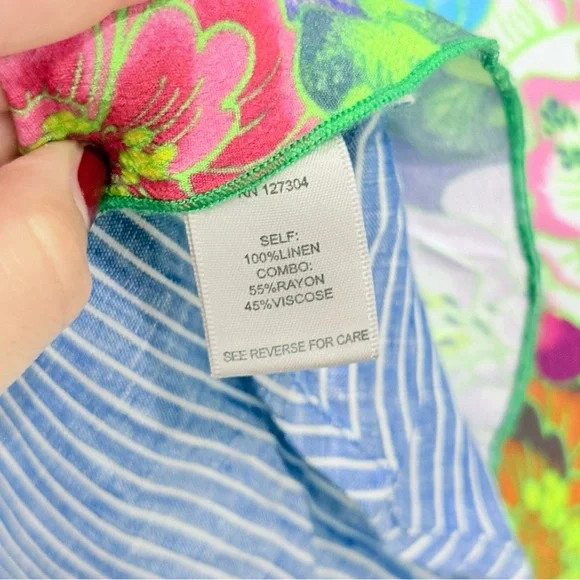 RN 127304
SELF:
100%LINEN
COMBO:
55%RAYON
45%VISCOSE
SEE REVERSE FOR CARE